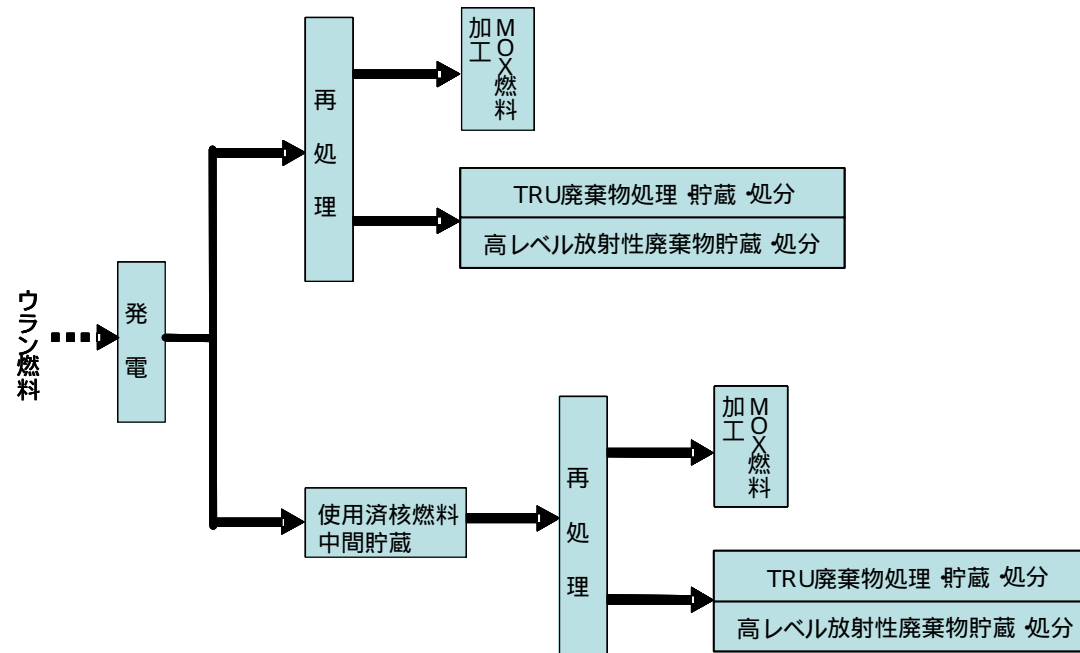 ウラン燃料
発電
再処理
MOX燃料
加工
TRU廃棄物処理・貯蔵・処分
高レベル放射性廃棄物貯蔵・処分
使用済核燃料
中間貯蔵
再処理
MOX燃料
加工
TRU廃棄物処理・貯蔵・処分
高レベル放射性廃棄物貯蔵・処分